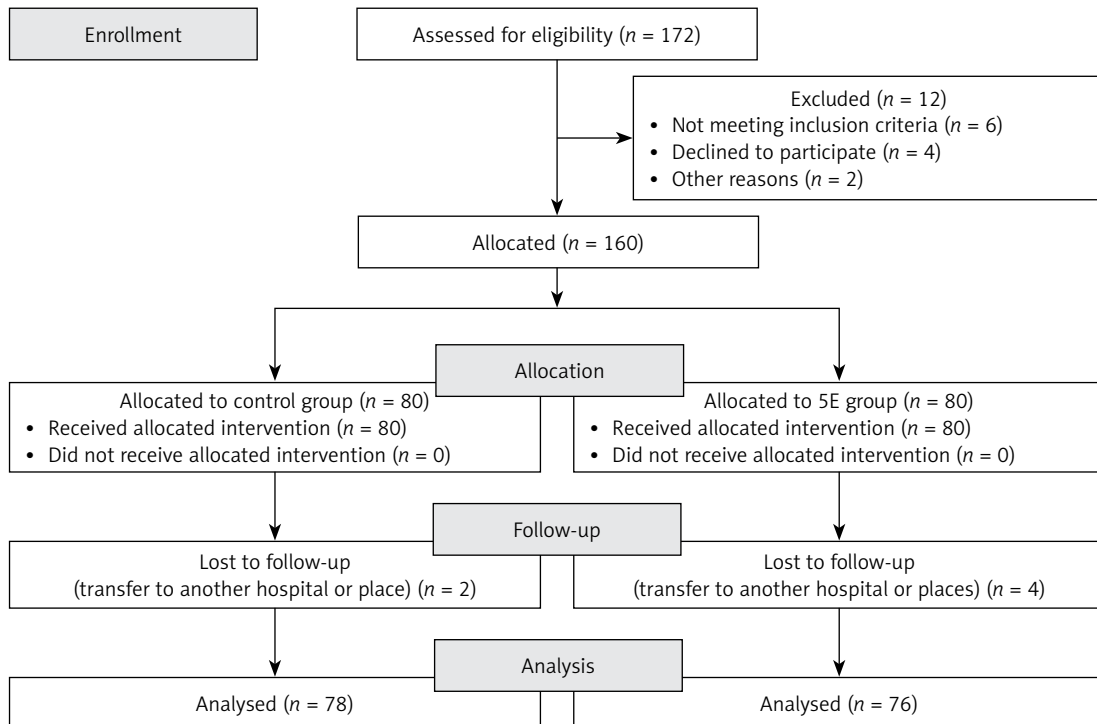 Enrollment
Assessed for eligibility (n = 172)
Excluded (n = 12)
• Not meeting inclusion criteria (n = 6)
• Declined to participate (n = 4)
• Other reasons (n = 2)
Allocated (n = 160)
Allocation
Allocated to control group (n = 80)
• Received allocated intervention (n = 80)
• Did not receive allocated intervention (n = 0)
Allocated to 5E group (n = 80)
• Received allocated intervention (n = 80)
• Did not receive allocated intervention (n = 0)
Follow-up
Lost to follow-up
(transfer to another hospital or place) (n = 2)
Lost to follow-up
(transfer to another hospital or places) (n = 4)
Analysis
Analysed (n = 78)
Analysed (n = 76)